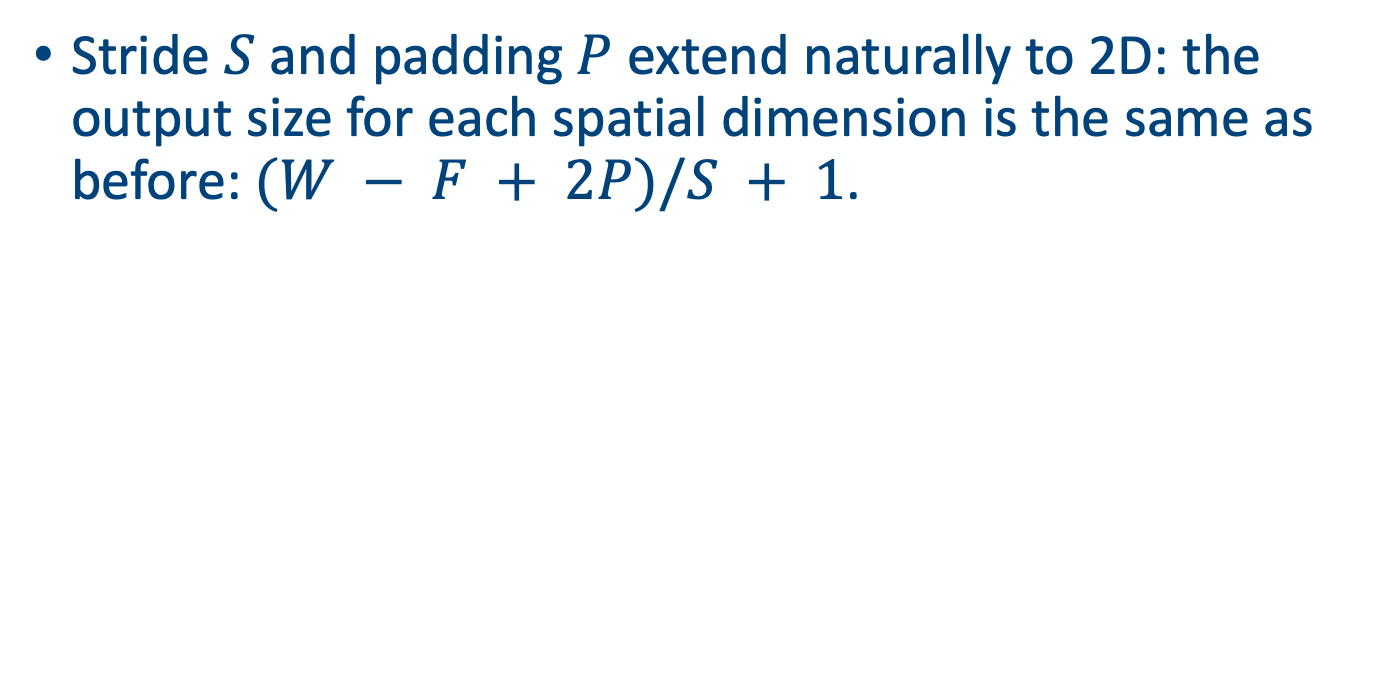 • Stride S and padding P extend naturally to 2D: the
output size for each spatial dimension is the same as
before: (W − F + 2P)/S + 1.